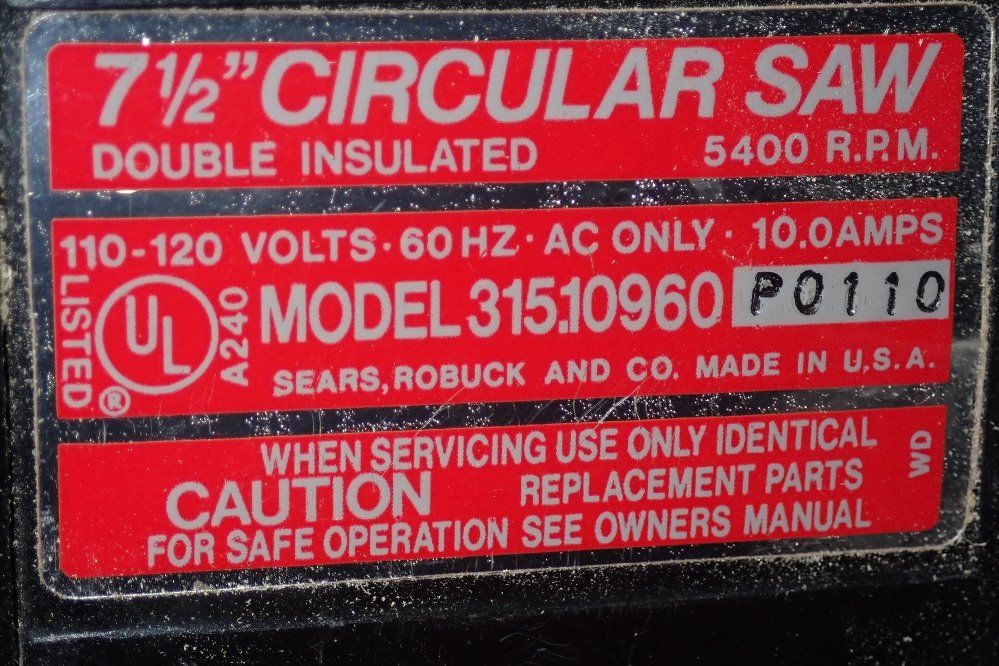 7 1/2" CIRCULAR SAW
DOUBLE INSULATED 5400 R.P.M.
110-120 VOLTS · 60 HZ · AC ONLY · 10.0 AMPS
LISTED UL ® A240
MODEL 315.10960 P0110
SEARS, ROBUCK AND CO. MADE IN U.S.A.
WHEN SERVICING USE ONLY IDENTICAL
CAUTION REPLACEMENT PARTS
FOR SAFE OPERATION SEE OWNERS MANUAL
WD